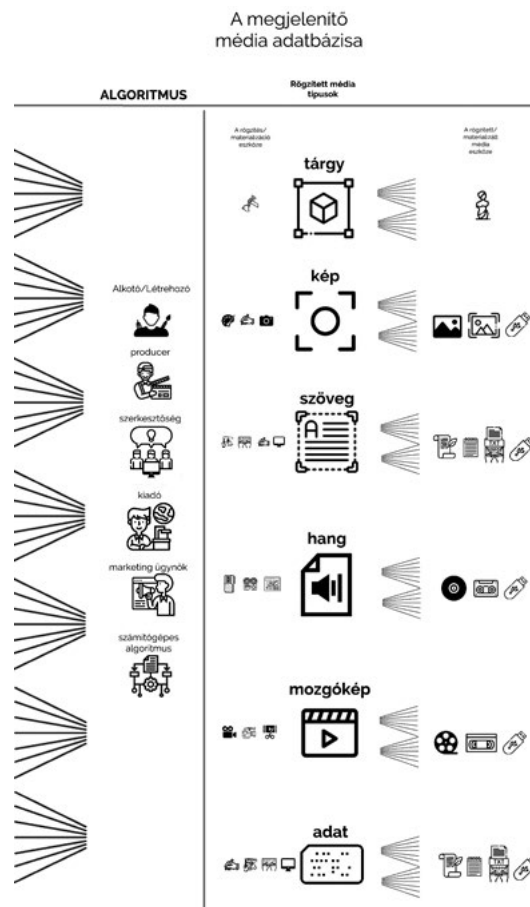 A megjelenítő
média adatbázisa
ALGORITMUS
Rögzített média
típusok
A rögzítés/
materializáció
eszköze
A rögzített/
materializált
média
eszköze
tárgy
kép
Alkotó/Létrehozó
producer
szöveg
szerkesztőség
kiadó
hang
marketing ügynök
számítógépes
algoritmus
mozgókép
adat